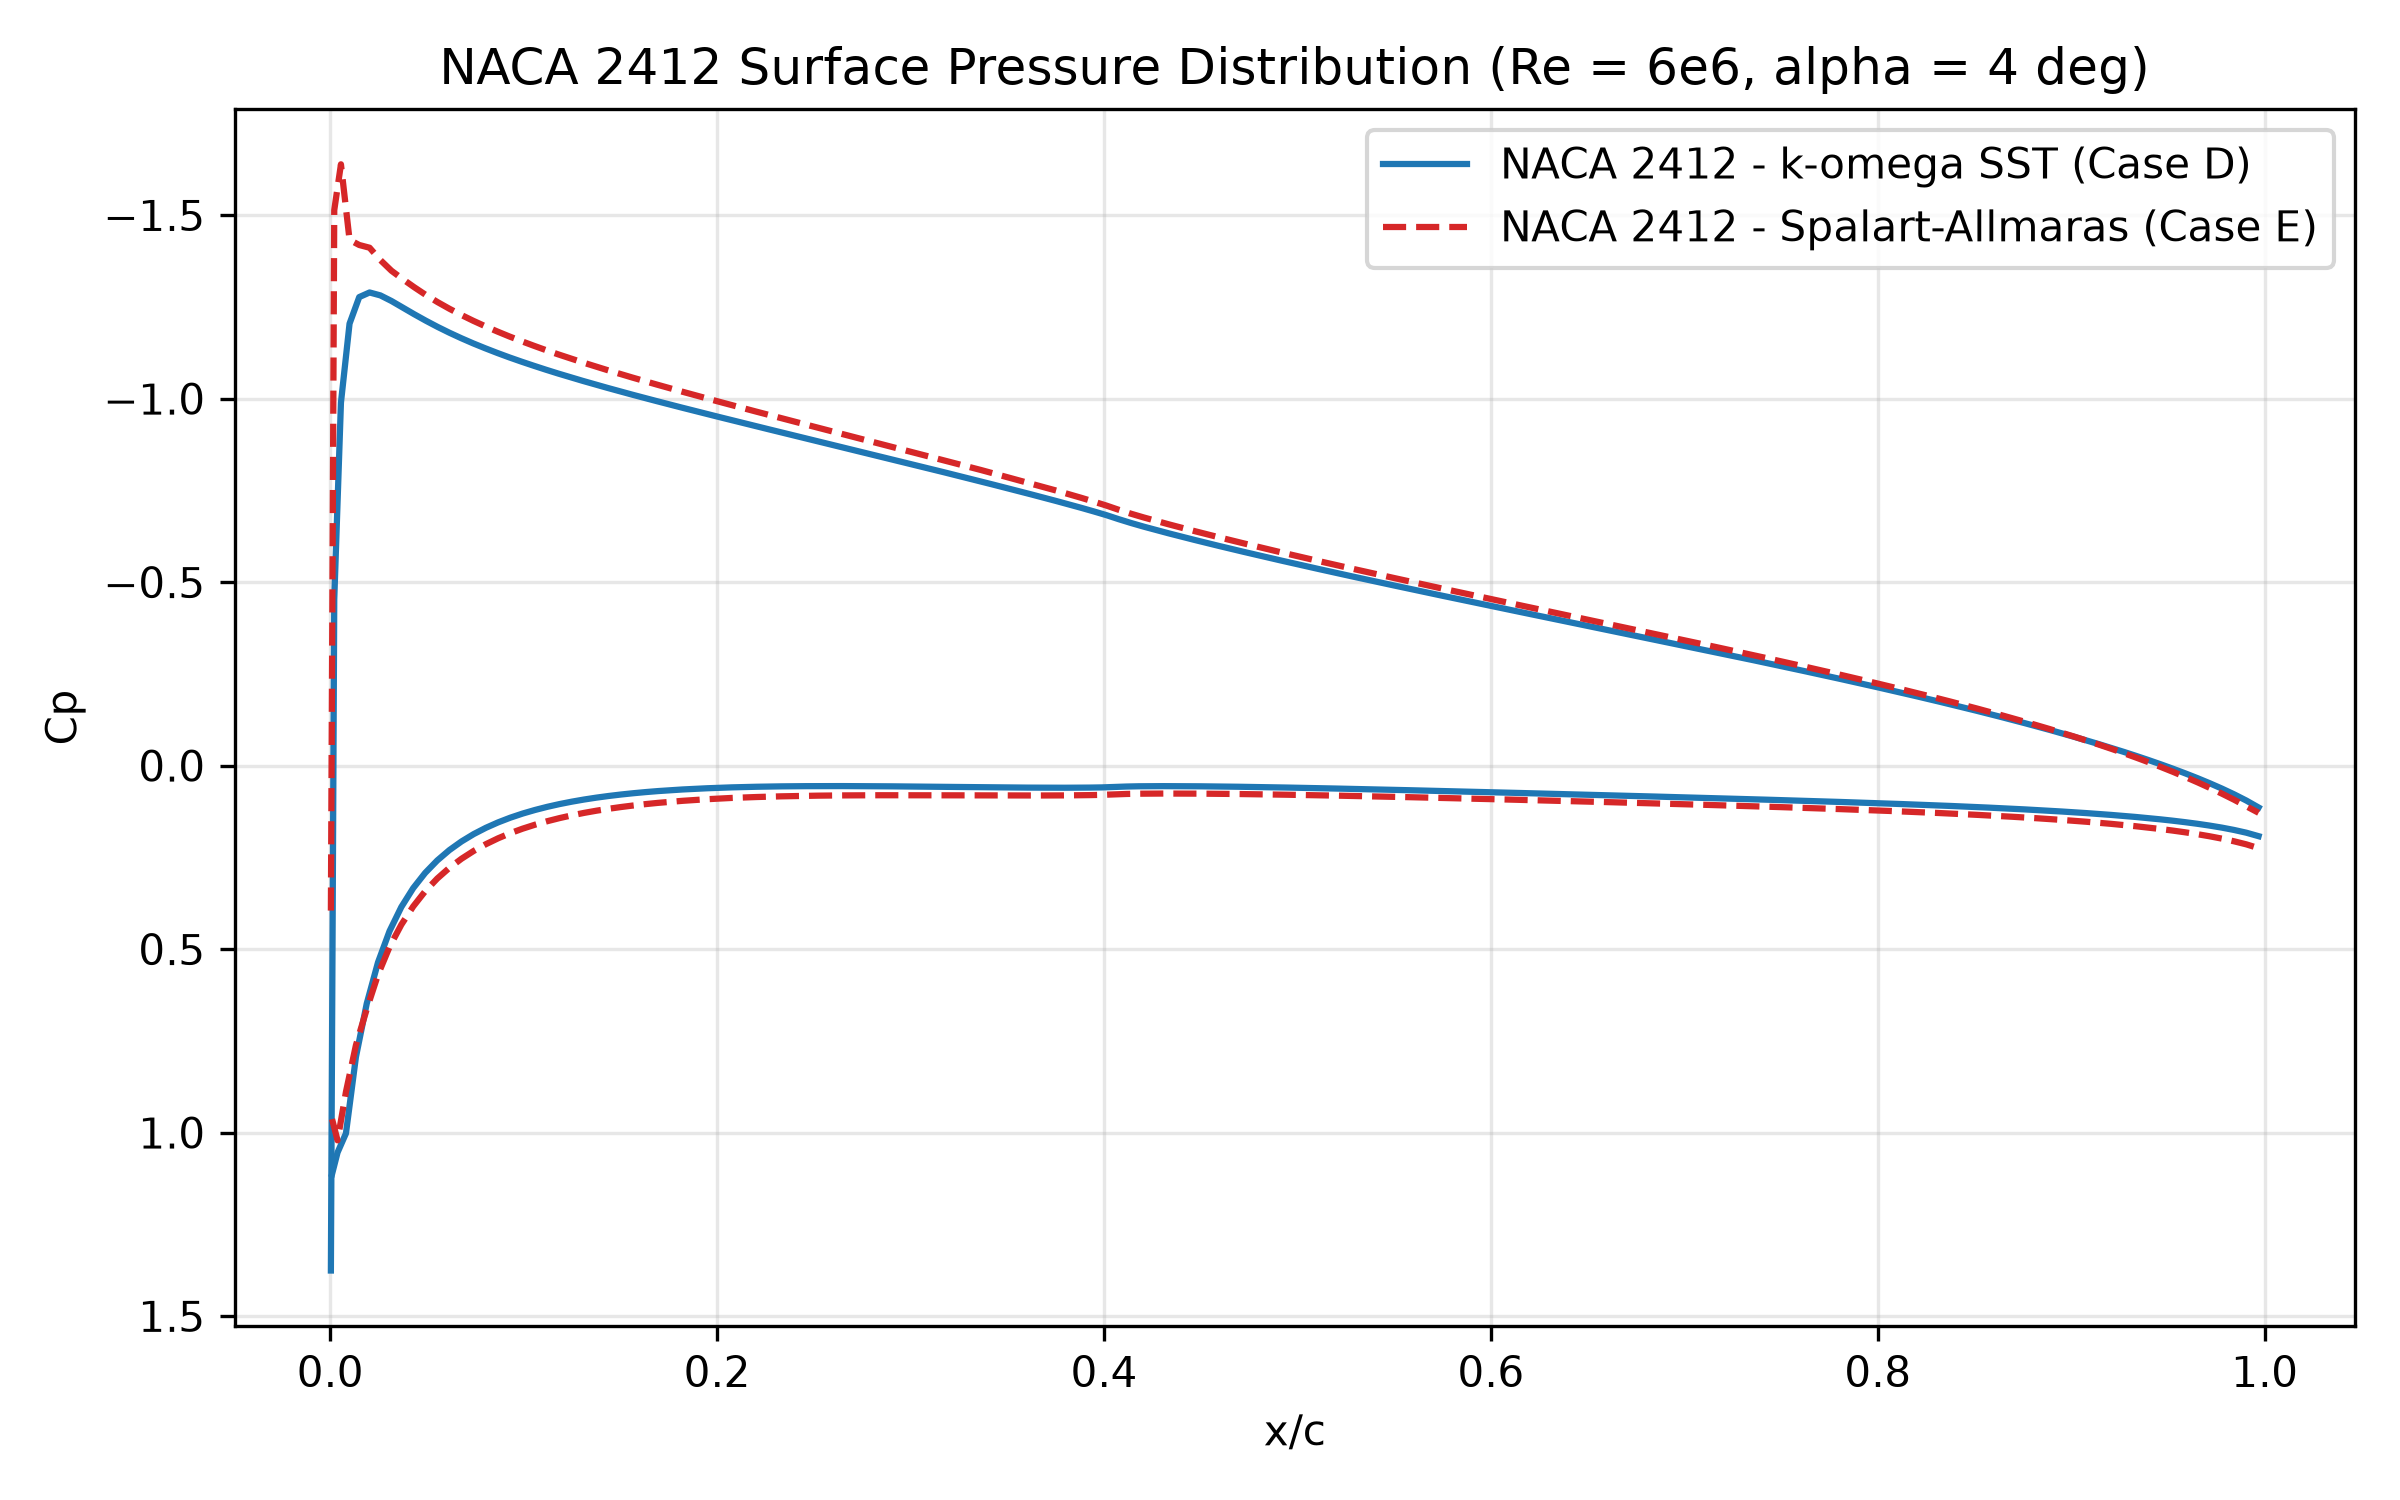 NACA 2412 Surface Pressure Distribution (Re = 6e6, alpha = 4 deg)
NACA 2412 - k-omega SST (Case D)
NACA 2412 - Spalart-Allmaras (Case E)
Cp
−1.5
−1.0
−0.5
0.0
0.5
1.0
1.5
0.0 0.2 0.4 0.6 0.8 1.0
x/c